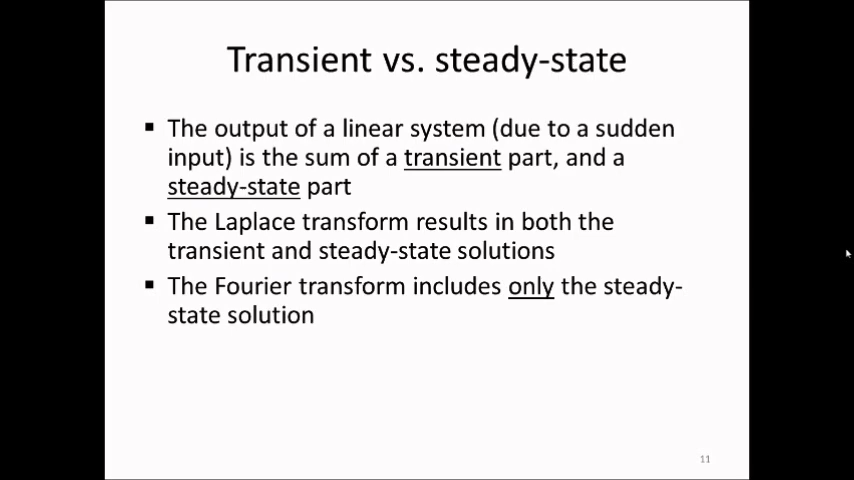 Transient vs. steady-state
▪ The output of a linear system (due to a sudden
input) is the sum of a transient part, and a
steady-state part
▪ The Laplace transform results in both the
transient and steady-state solutions
▪ The Fourier transform includes only the steady-
state solution
11